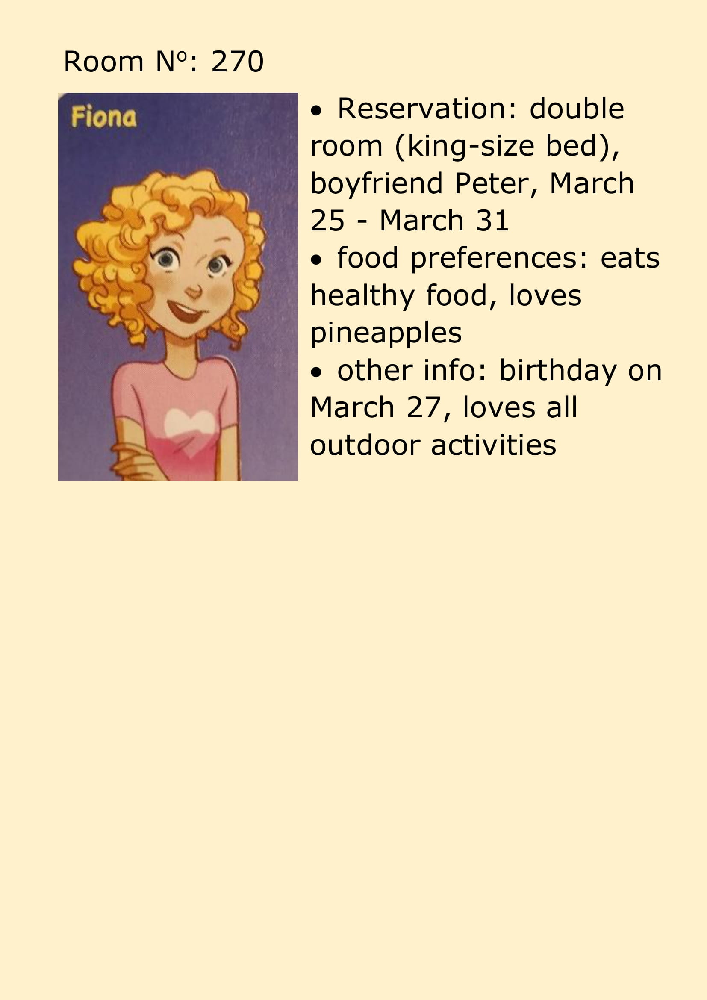 Room Nº: 270
Fiona
• Reservation: double
room (king-size bed),
boyfriend Peter, March
25 - March 31
• food preferences: eats
healthy food, loves
pineapples
• other info: birthday on
March 27, loves all
outdoor activities